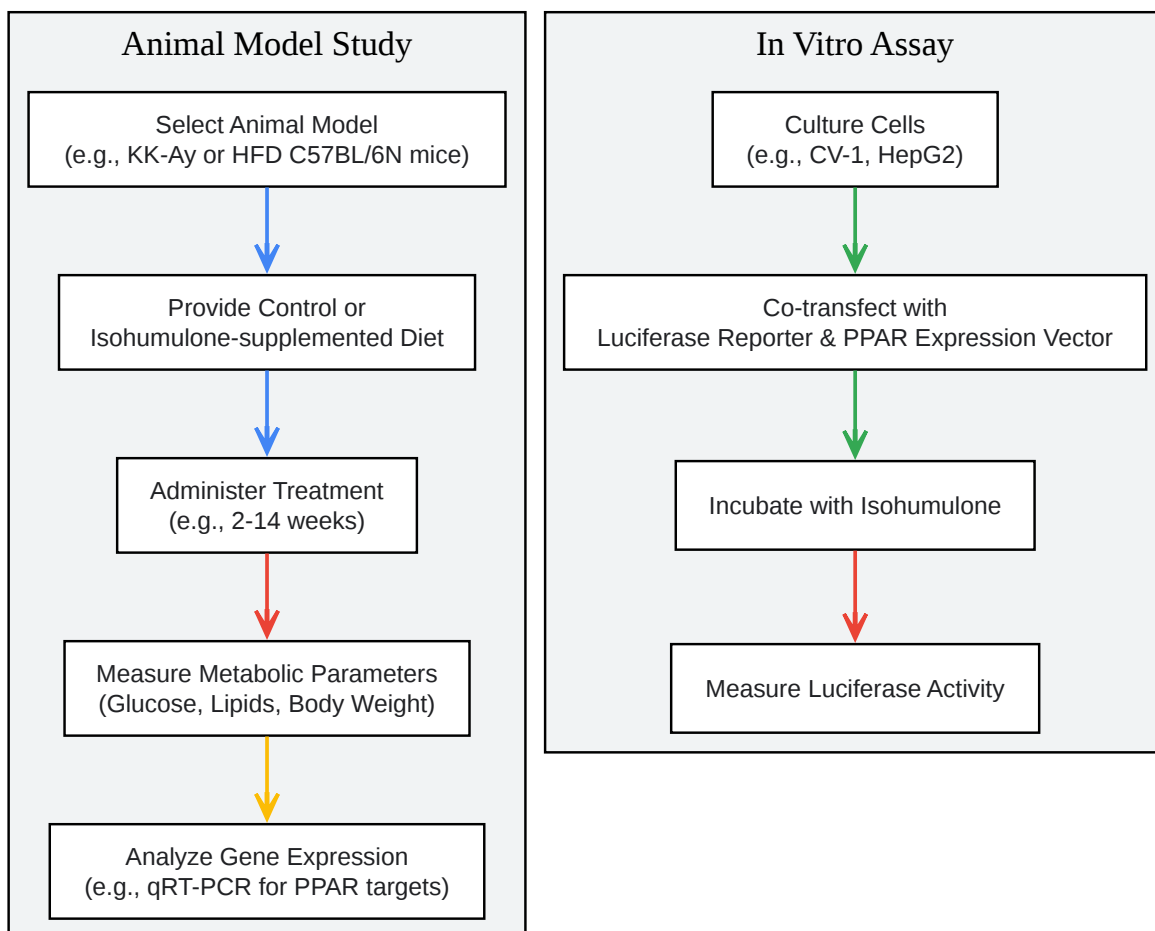 Animal Model Study
Select Animal Model
(e.g., KK-Ay or HFD C57BL/6N mice)
Provide Control or
Isohumulone-supplemented Diet
Administer Treatment
(e.g., 2-14 weeks)
Measure Metabolic Parameters
(Glucose, Lipids, Body Weight)
Analyze Gene Expression
(e.g., qRT-PCR for PPAR targets)
In Vitro Assay
Culture Cells
(e.g., CV-1, HepG2)
Co-transfect with
Luciferase Reporter & PPAR Expression Vector
Incubate with Isohumulone
Measure Luciferase Activity